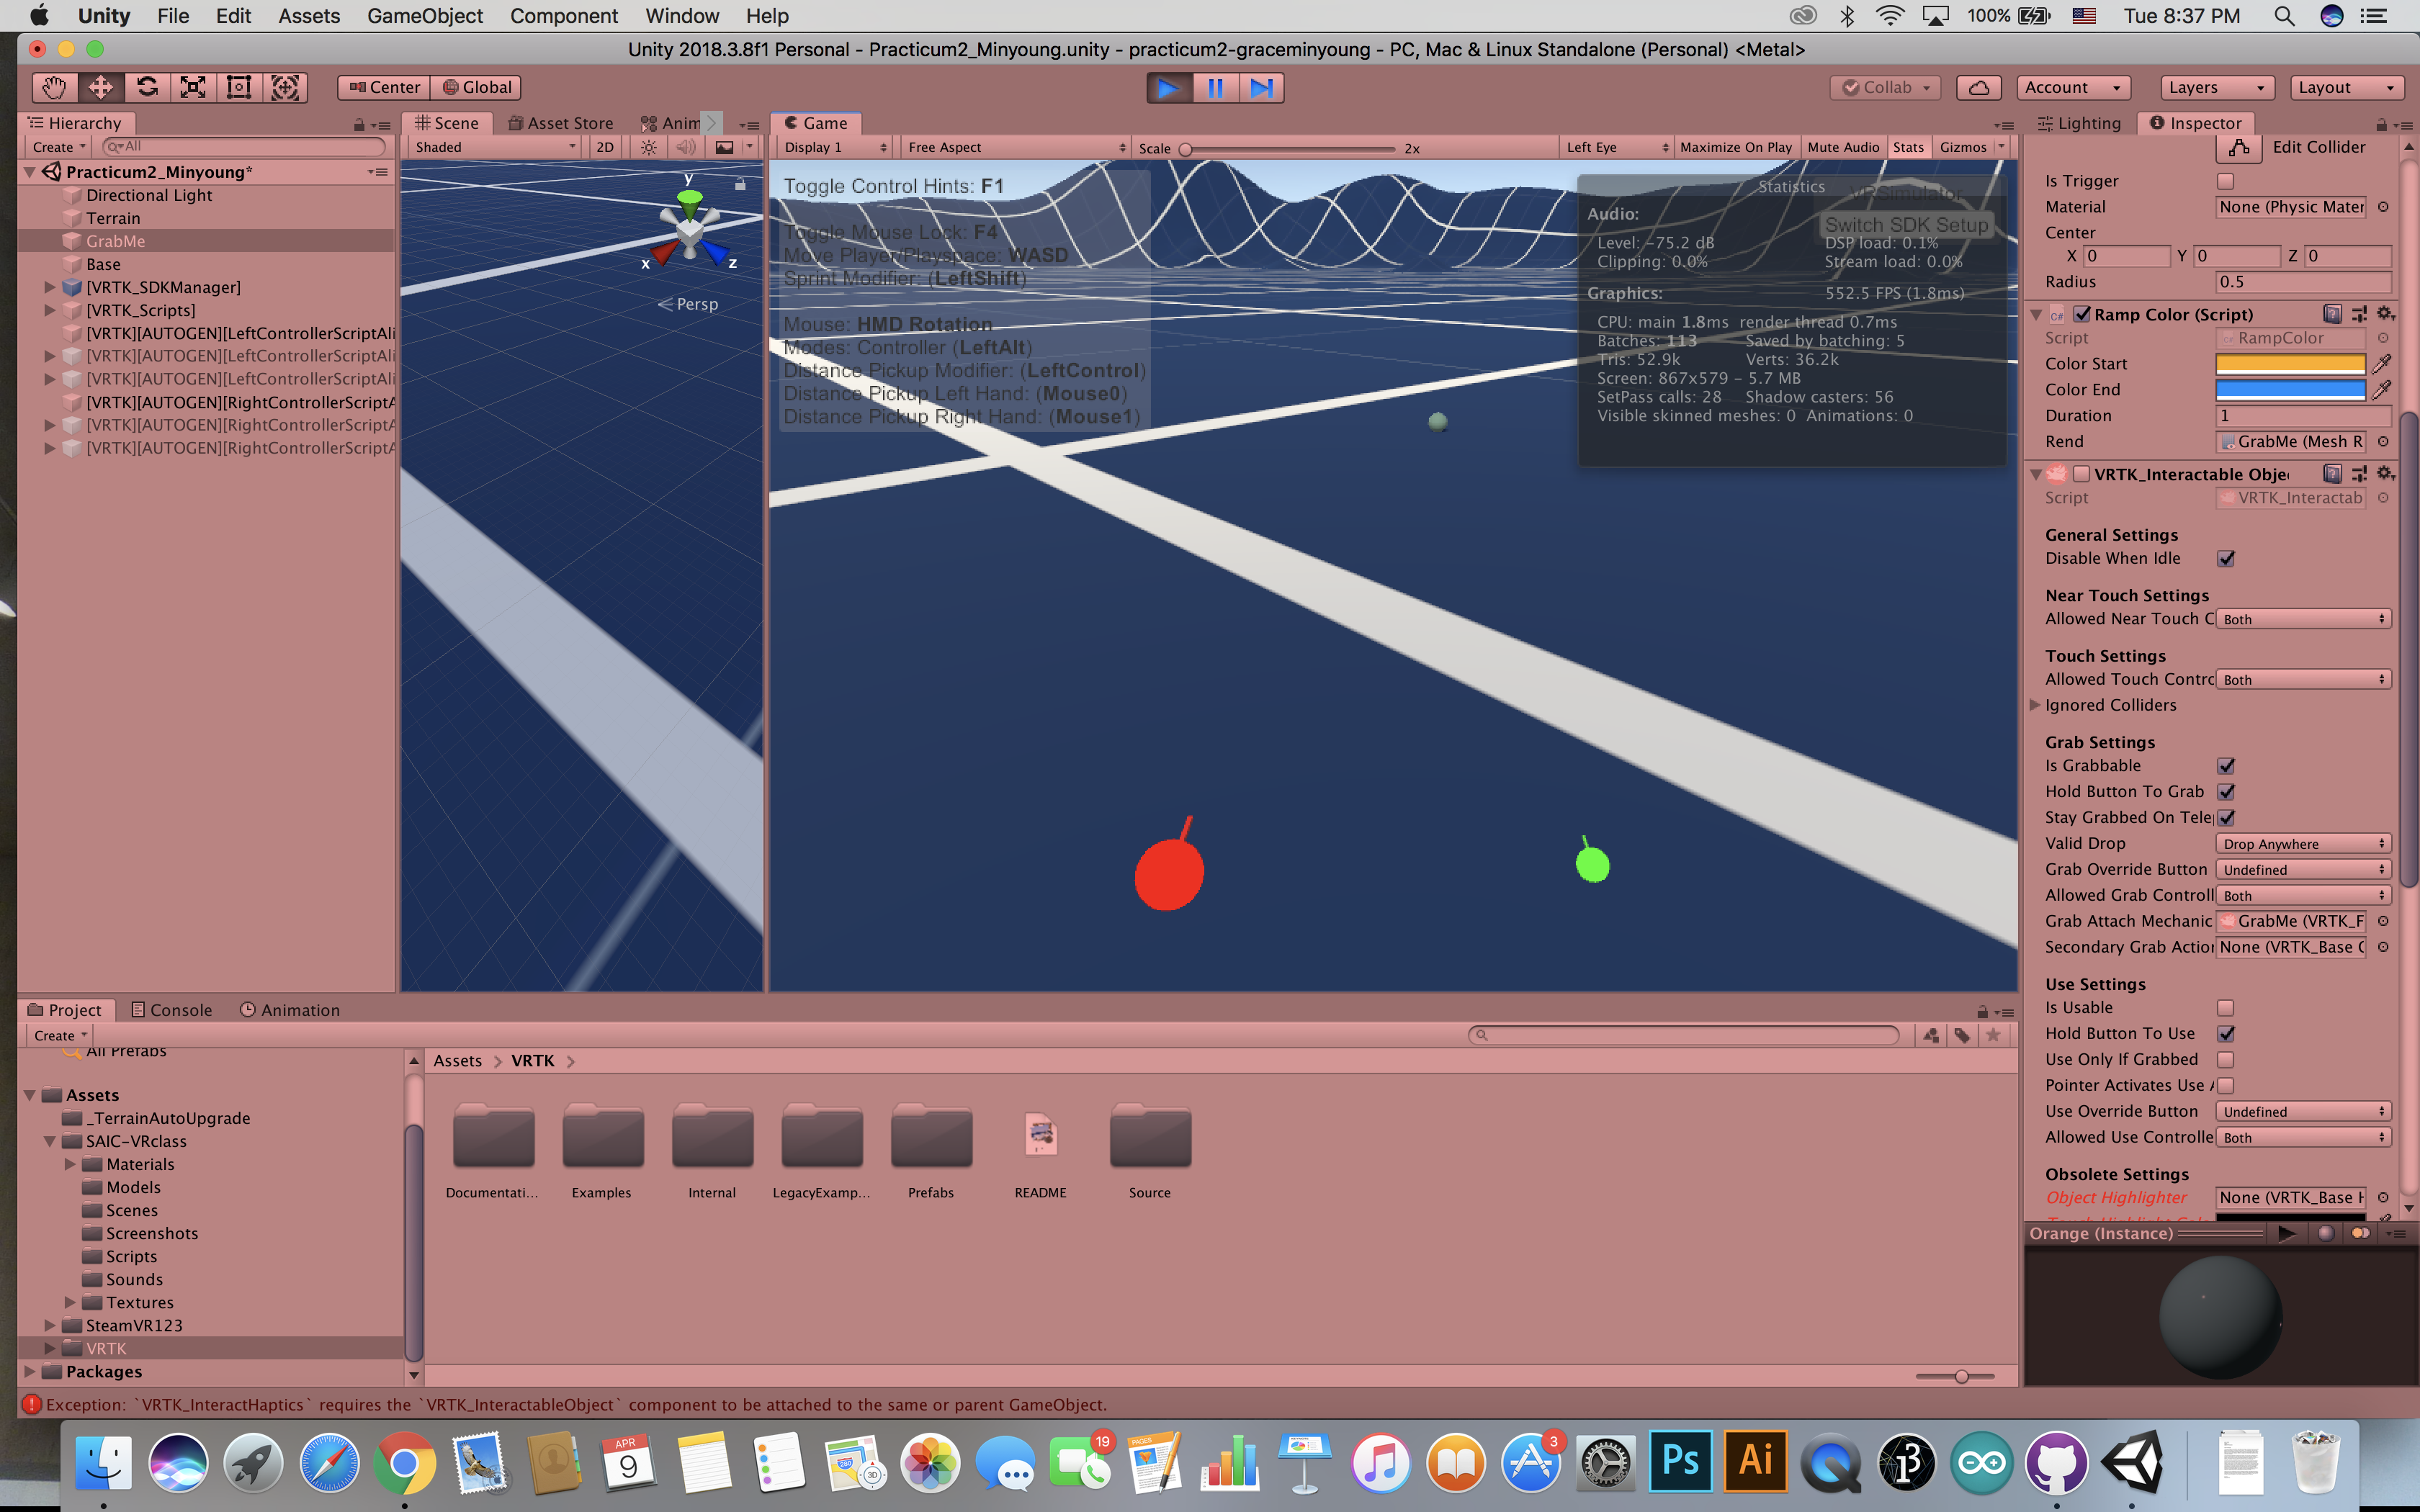 Unity File Edit Assets GameObject Component Window Help 100% Tue 8:37 PM
Unity 2018.3.8f1 Personal - Practicum2_Minyoung.unity - practicum2-graceminyoung - PC, Mac & Linux Standalone (Personal) <Metal>
Center Global Collab Account Layers Layout
Hierarchy
Create All
Practicum2_Minyoung*
Directional Light
Terrain
GrabMe
Base
[VRTK_SDKManager]
[VRTK_Scripts]
[VRTK][AUTOGEN][LeftControllerScriptAli
[VRTK][AUTOGEN][LeftControllerScriptAli
[VRTK][AUTOGEN][LeftControllerScriptAli
[VRTK][AUTOGEN][RightControllerScriptA
[VRTK][AUTOGEN][RightControllerScriptA
[VRTK][AUTOGEN][RightControllerScriptA
Scene Asset Store Anim
Shaded 2D
y
x z
Persp
Game
Display 1 Free Aspect Scale 2x Left Eye Maximize On Play Mute Audio Stats Gizmos
Toggle Control Hints: F1
Toggle Mouse Lock: F4
Move Player/Playspace: WASD
Sprint Modifier: (LeftShift)
Mouse: HMD Rotation
Modes: Controller (LeftAlt)
Distance Pickup Modifier: (LeftControl)
Distance Pickup Left Hand: (Mouse0)
Distance Pickup Right Hand: (Mouse1)
Statistics
VRSimulator
Switch SDK Setup
Audio:
Level: -75.2 dB DSP load: 0.1%
Clipping: 0.0% Stream load: 0.0%
Graphics: 552.5 FPS (1.8ms)
CPU: main 1.8ms render thread 0.7ms
Batches: 113 Saved by batching: 5
Tris: 52.9k Verts: 36.2k
Screen: 867x579 - 5.7 MB
SetPass calls: 28 Shadow casters: 56
Visible skinned meshes: 0 Animations: 0
Lighting Inspector
Edit Collider
Is Trigger
Material None (Physic Mater
Center
X 0 Y 0 Z 0
Radius 0.5
C# Ramp Color (Script)
Script RampColor
Color Start
Color End
Duration 1
Rend GrabMe (Mesh R
VRTK_Interactable Obje
Script VRTK_Interactab
General Settings
Disable When Idle
Near Touch Settings
Allowed Near Touch C Both
Touch Settings
Allowed Touch Contro Both
Ignored Colliders
Grab Settings
Is Grabbable
Hold Button To Grab
Stay Grabbed On Tele
Valid Drop Drop Anywhere
Grab Override Button Undefined
Allowed Grab Controll Both
Grab Attach Mechanic GrabMe (VRTK_F
Secondary Grab Action None (VRTK_Base
Use Settings
Is Usable
Hold Button To Use
Use Only If Grabbed
Pointer Activates Use
Use Override Button Undefined
Allowed Use Controlle Both
Obsolete Settings
Object Highlighter None (VRTK_Base
Orange (Instance)
Project Console Animation
Create
All Prefabs
Assets
_TerrainAutoUpgrade
SAIC-VRclass
Materials
Models
Scenes
Screenshots
Scripts
Sounds
Textures
SteamVR123
VRTK
Packages
Assets VRTK
Documentati... Examples Internal LegacyExamp... Prefabs README Source
Exception: `VRTK_InteractHaptics` requires the `VRTK_InteractableObject` component to be attached to the same or parent GameObject.
APR
9
280
3D
19
PAGES
3
Ps
Ai